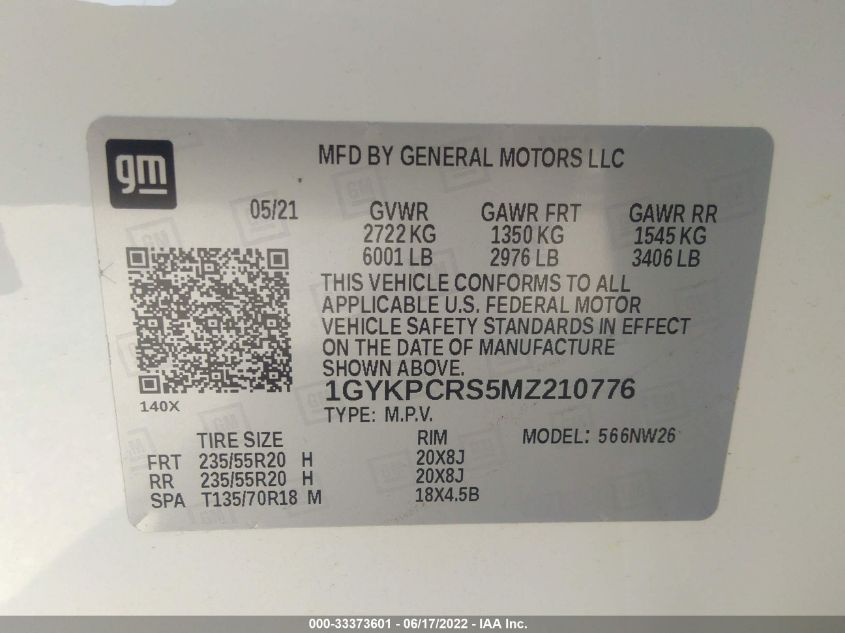 gm
MFD BY GENERAL MOTORS LLC
05/21 GVWR GAWR FRT GAWR RR
2722 KG 1350 KG 1545 KG
6001 LB 2976 LB 3406 LB
THIS VEHICLE CONFORMS TO ALL
APPLICABLE U.S. FEDERAL MOTOR
VEHICLE SAFETY STANDARDS IN EFFECT
ON THE DATE OF MANUFACTURE
SHOWN ABOVE.
1GYKPCRS5MZ210776
140X
TYPE: M.P.V.
TIRE SIZE RIM MODEL: 566NW26
FRT 235/55R20 H 20X8J
RR 235/55R20 H 20X8J
SPA T135/70R18 M 18X4.5B
000-33373601 - 06/17/2022 - IAA Inc.